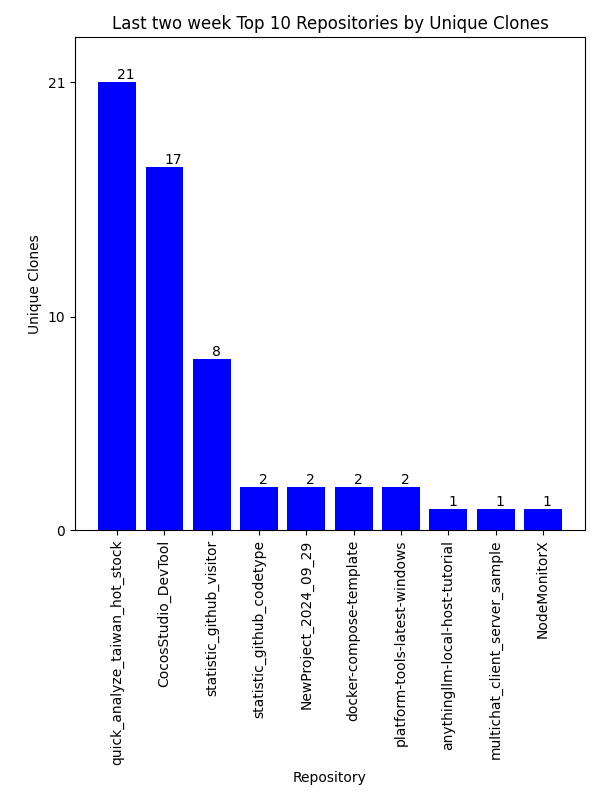 Last two week Top 10 Repositories by Unique Clones
Unique Clones
21
10
0
21
17
8
2
2
2
2
1
1
1
quick_analyze_taiwan_hot_stock
CocosStudio_DevTool
statistic_github_visitor
statistic_github_codetype
NewProject_2024_09_29
docker-compose-template
platform-tools-latest-windows
anythingllm-local-host-tutorial
multichat_client_server_sample
NodeMonitorX
Repository